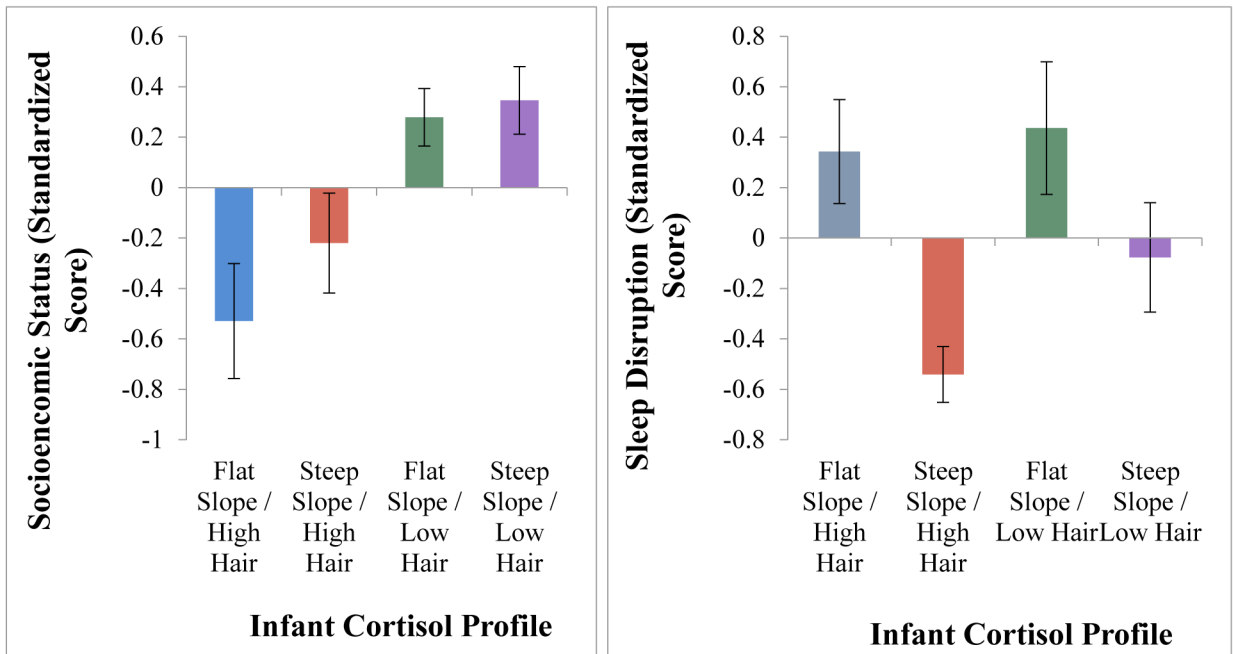 Socioencomic Status (Standardized
Score)
0.6
0.4
0.2
0
-0.2
-0.4
-0.6
-0.8
-1
Flat
Slope /
High
Hair
Steep
Slope /
High
Hair
Flat
Slope /
Low
Hair
Steep
Slope /
Low
Hair
Infant Cortisol Profile
Sleep Disruption (Standardized
Score)
0.8
0.6
0.4
0.2
0
-0.2
-0.4
-0.6
-0.8
Flat
Slope /
High
Hair
Steep
Slope /
High
Hair
Flat
Slope /
Low Hair
Steep
Slope /
Low Hair
Infant Cortisol Profile